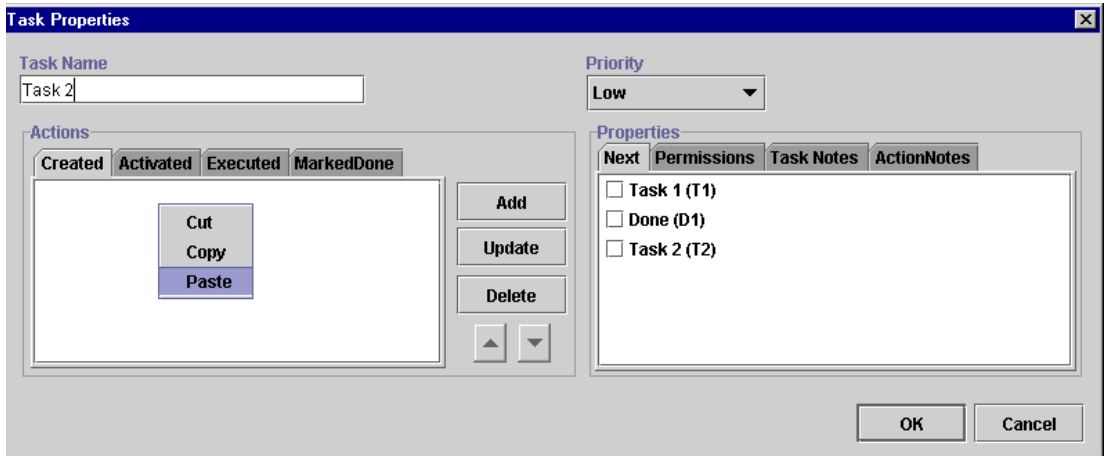 Task Properties
Task Name
Task 2
Priority
Low
Actions
Created Activated Executed MarkedDone
Cut
Copy
Paste
Add
Update
Delete
Properties
Next Permissions Task Notes ActionNotes
Task 1 (T1)
Done (D1)
Task 2 (T2)
OK
Cancel